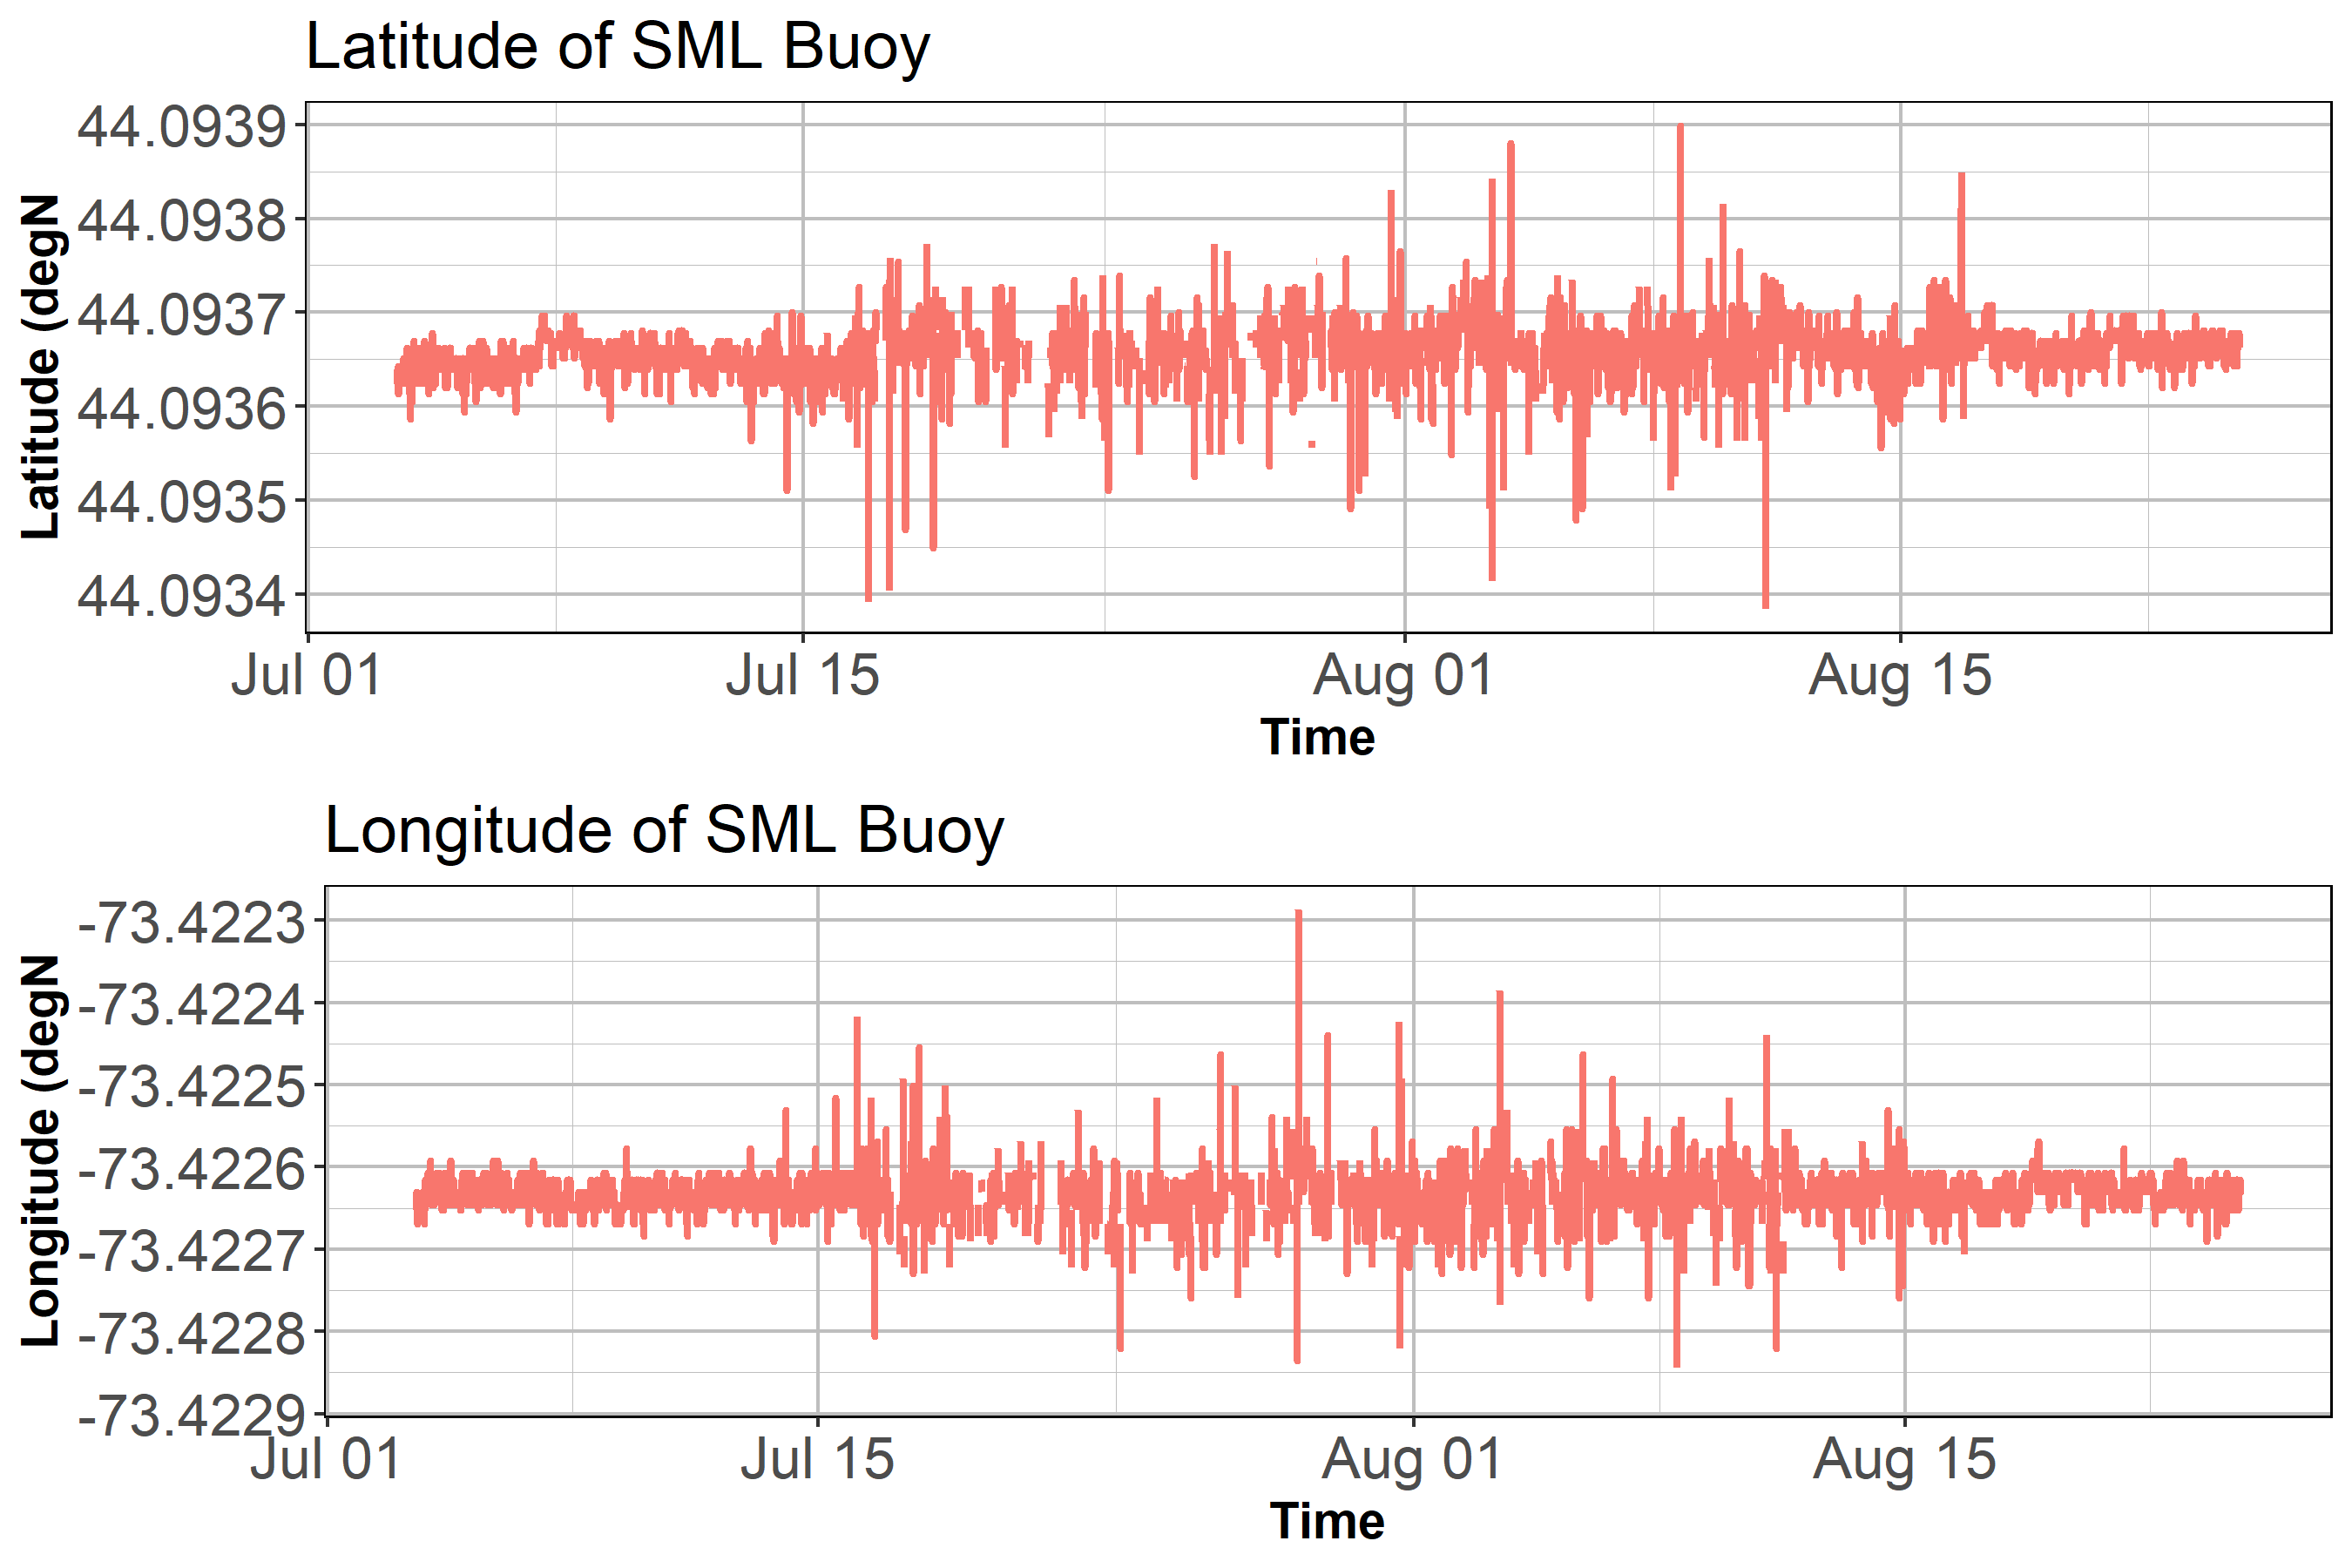 Latitude of SML Buoy
44.0939
44.0938
44.0937
44.0936
44.0935
44.0934
Latitude (degN
Jul 01 Jul 15 Aug 01 Aug 15
Time
Longitude of SML Buoy
-73.4223
-73.4224
-73.4225
-73.4226
-73.4227
-73.4228
-73.4229
Longitude (degN
Jul 01 Jul 15 Aug 01 Aug 15
Time